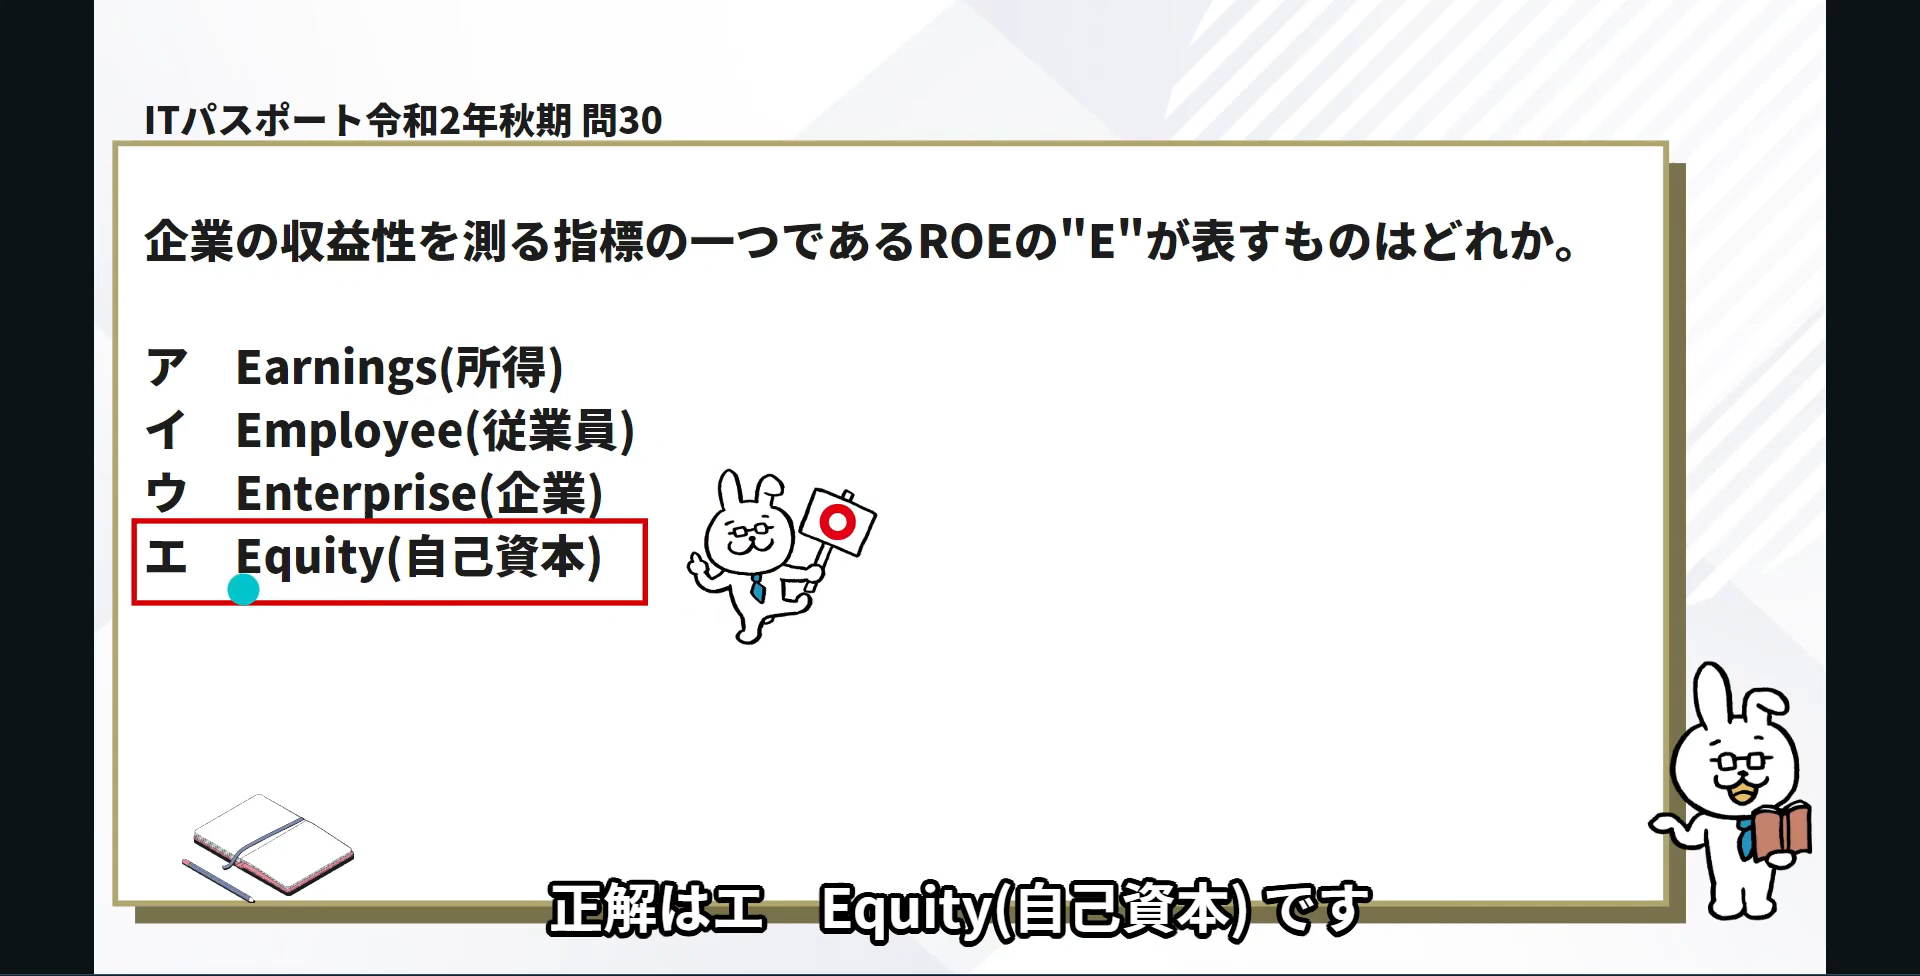 ITパスポート令和2年秋期 問30
企業の収益性を測る指標の一つであるROEの"E"が表すものはどれか。
ア　Earnings(所得)
イ　Employee(従業員)
ウ　Enterprise(企業)
エ　Equity(自己資本)
正解はエ　Equity(自己資本) です